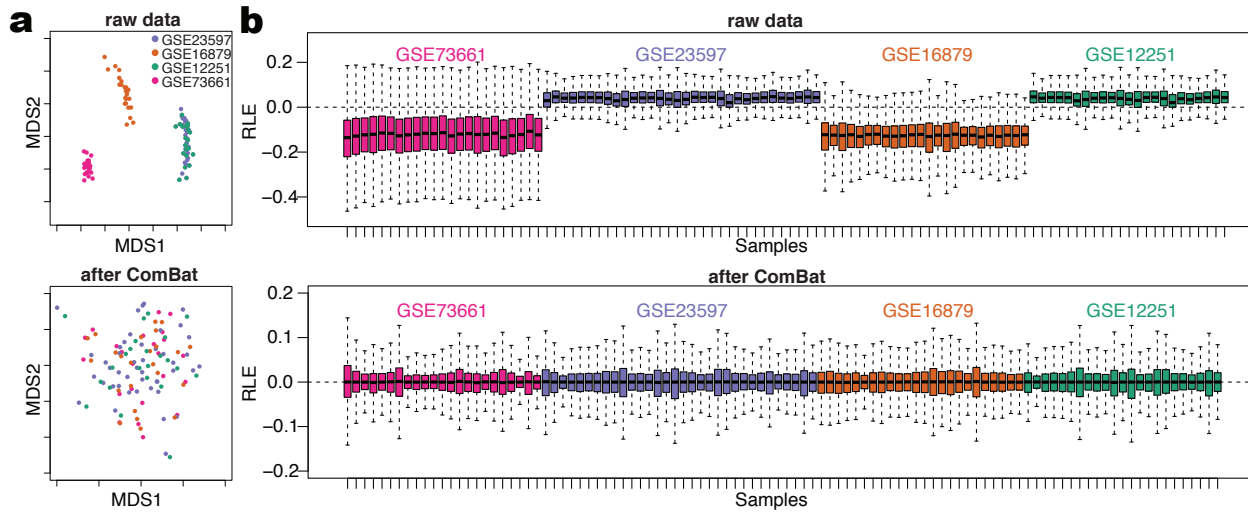 a
raw data
GSE23597
GSE16879
GSE12251
GSE73661
MDS2
MDS1
after ComBat
MDS2
MDS1
b
raw data
GSE73661 GSE23597 GSE16879 GSE12251
RLE
0.2
0.0
−0.2
−0.4
Samples
after ComBat
GSE73661 GSE23597 GSE16879 GSE12251
RLE
0.2
0.1
0.0
−0.1
−0.2
Samples